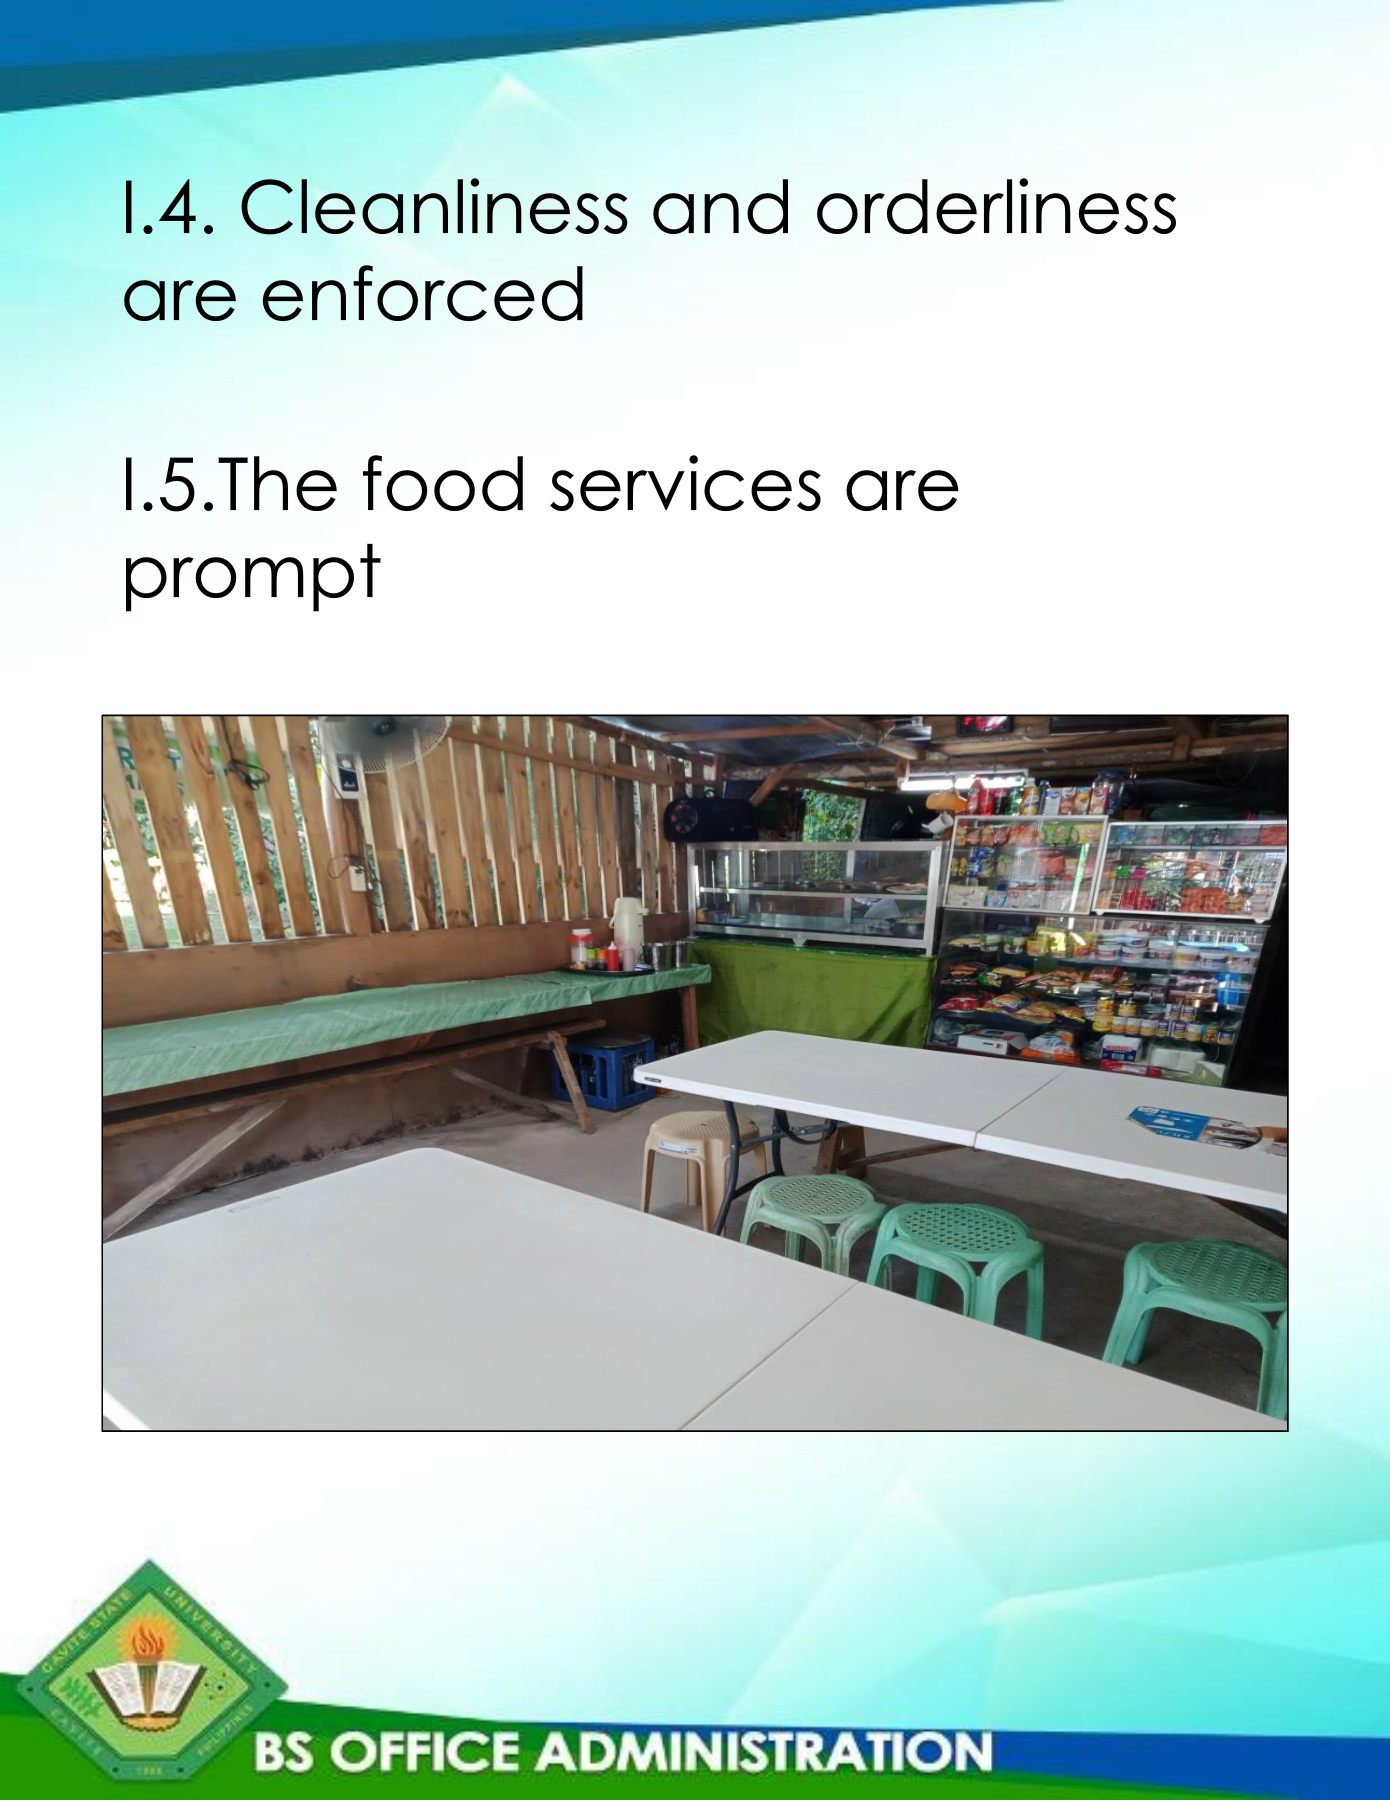 I.4. Cleanliness and orderliness
are enforced
I.5.The food services are
prompt
CAVITE STATE
UNIVERSITY
CAVITE
PHILIPPINES
1906
BS OFFICE ADMINISTRATION